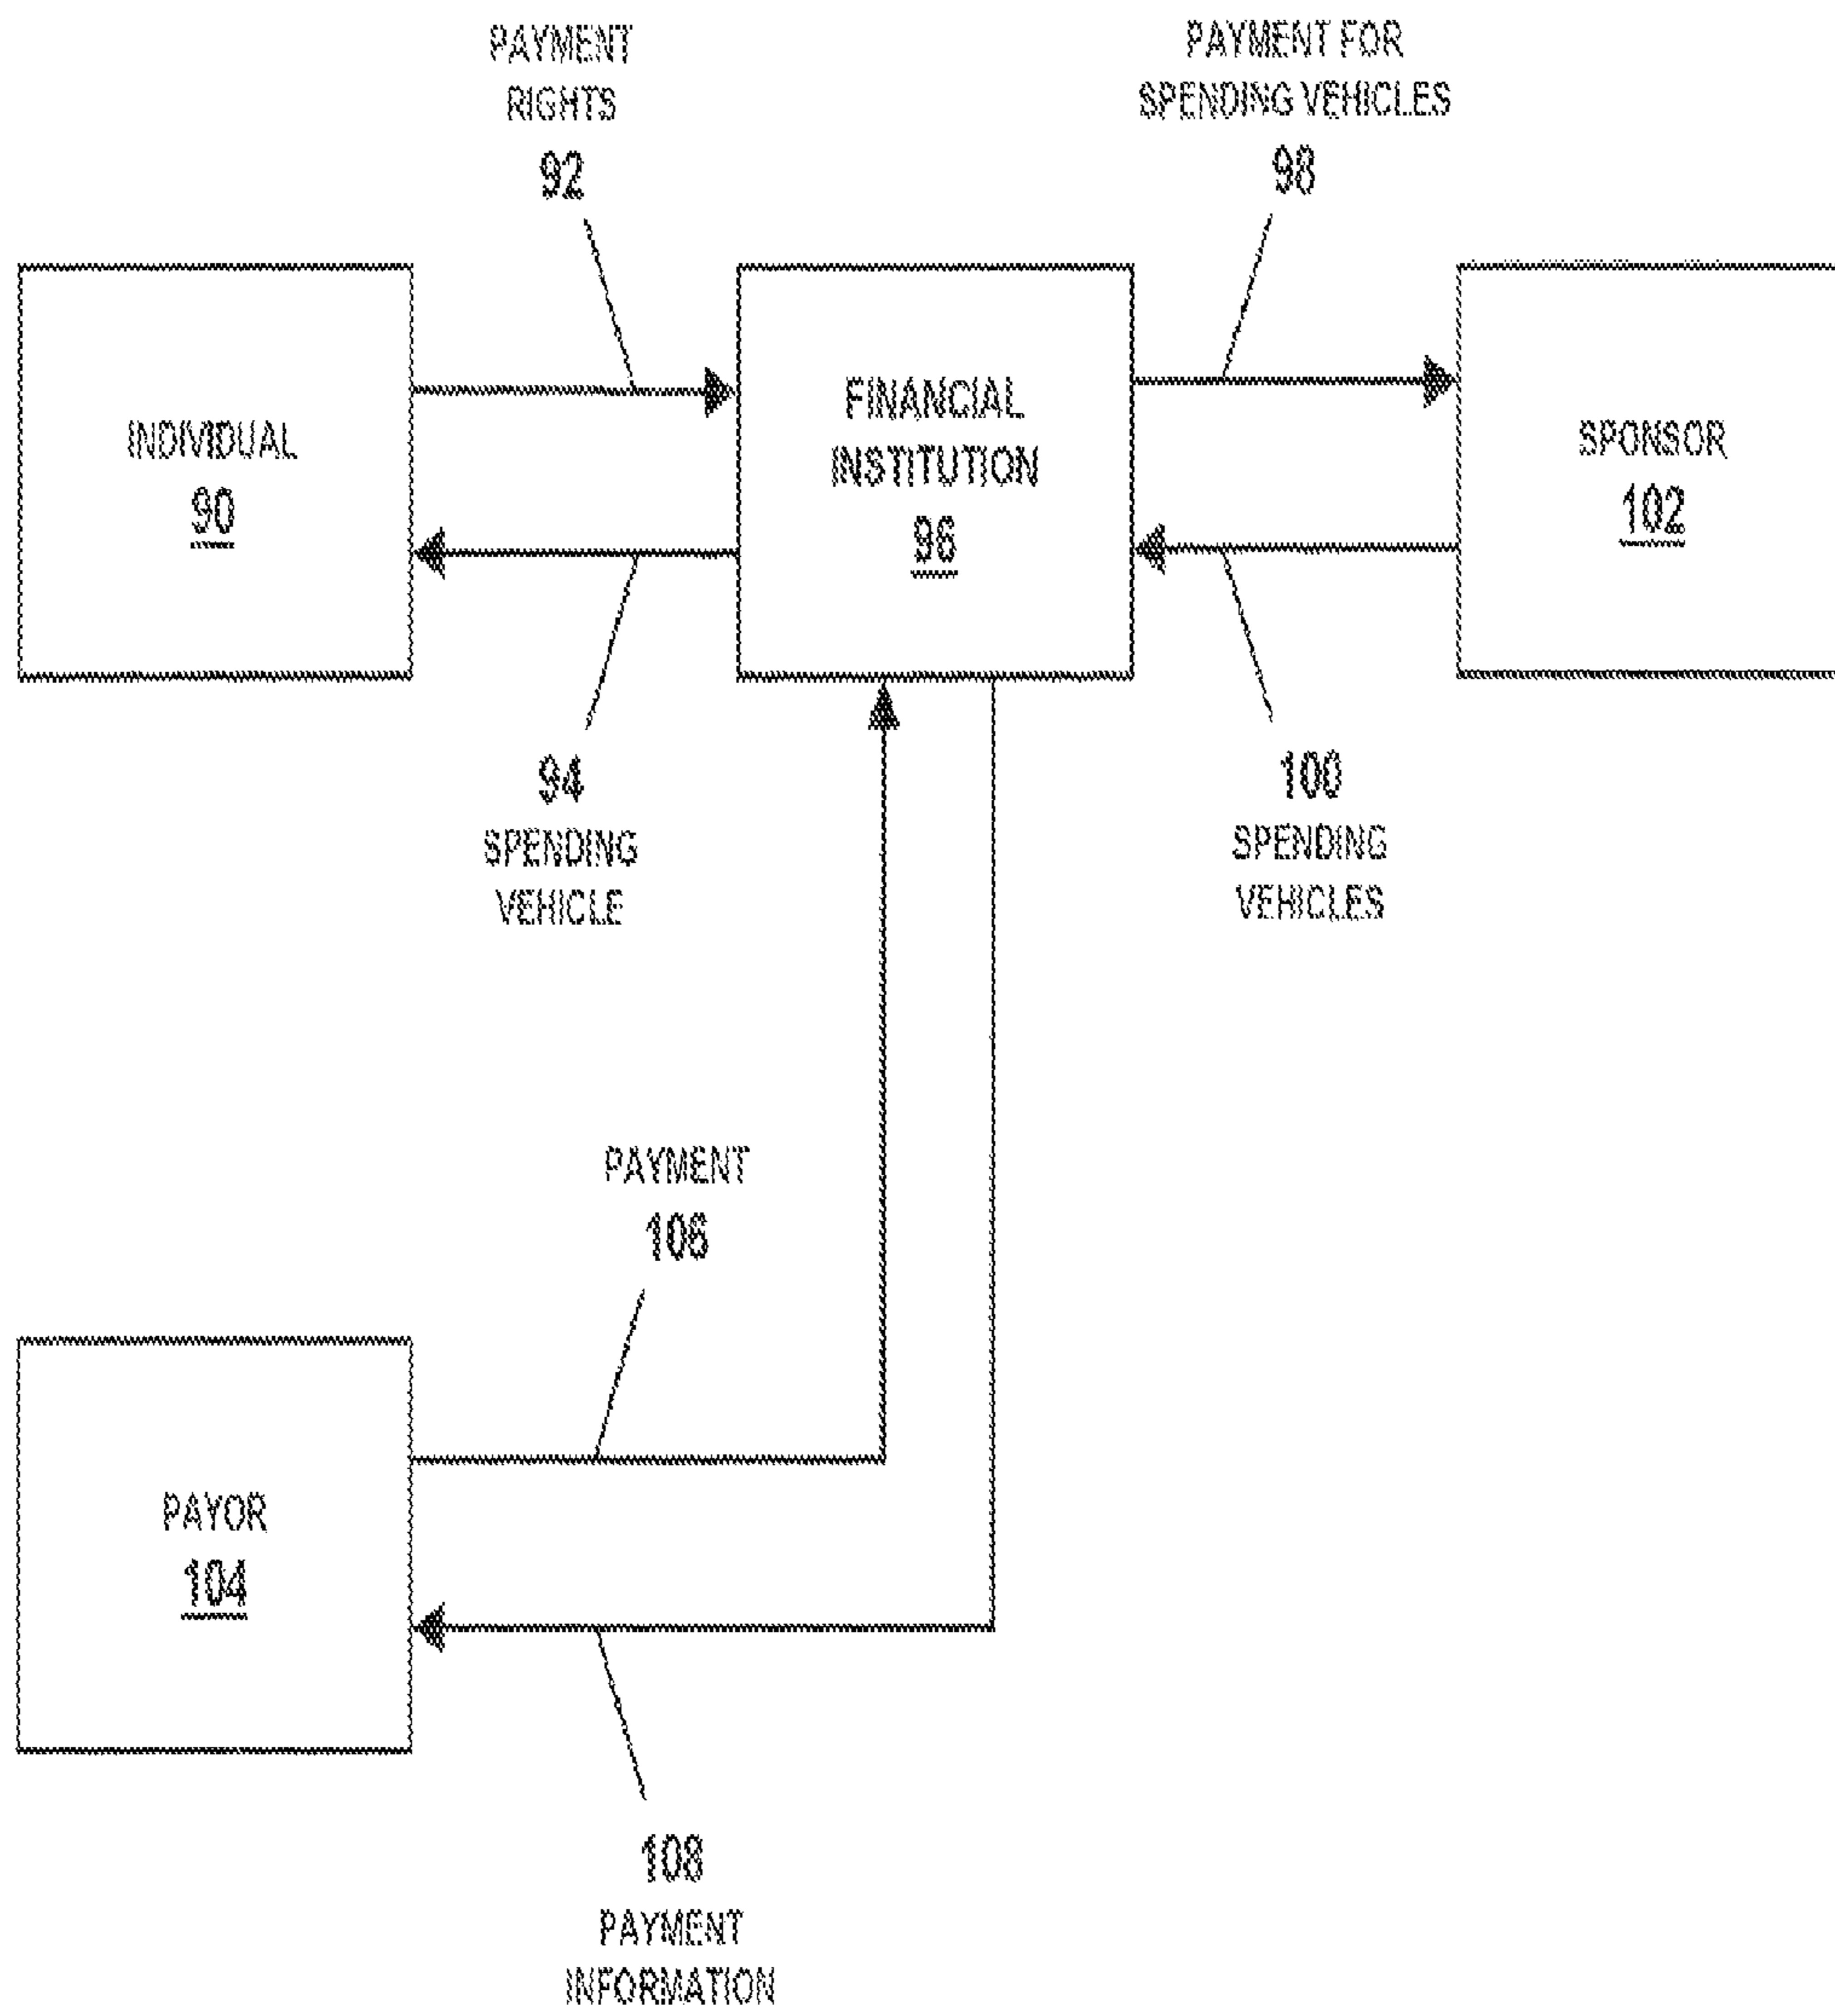 PAYMENT
RIGHTS
92
PAYMENT FOR
SPENDING VEHICLES
98
INDIVIDUAL
90
FINANCIAL
INSTITUTION
96
SPONSOR
102
94
SPENDING
VEHICLE
100
SPENDING
VEHICLES
PAYMENT
106
PAYOR
104
108
PAYMENT
INFORMATION